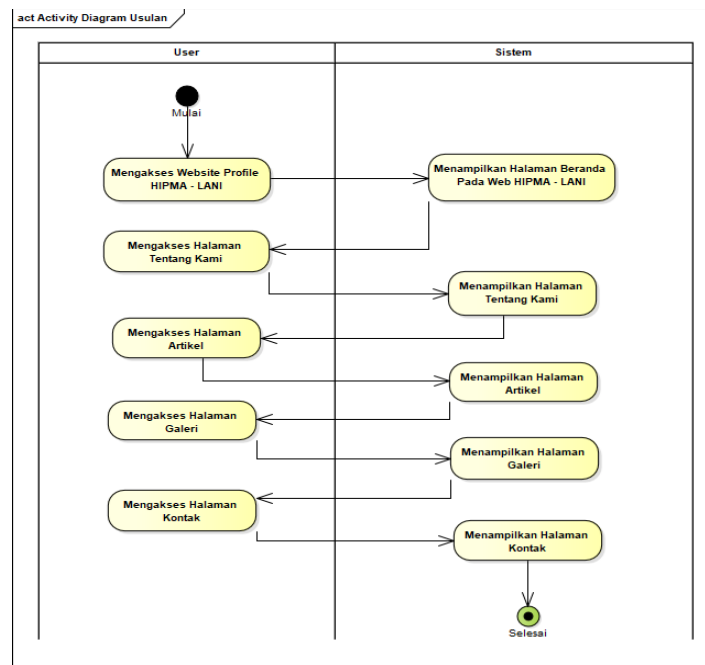 act Activity Diagram Usulan
User
Sistem
Mulai
Mengakses Website Profile
HIPMA - LANI
Menampilkan Halaman Beranda
Pada Web HIPMA - LANI
Mengakses Halaman
Tentang Kami
Menampilkan Halaman
Tentang Kami
Mengakses Halaman
Artikel
Menampilkan Halaman
Artikel
Mengakses Halaman
Galeri
Menampilkan Halaman
Galeri
Mengakses Halaman
Kontak
Menampilkan Halaman
Kontak
Selesai